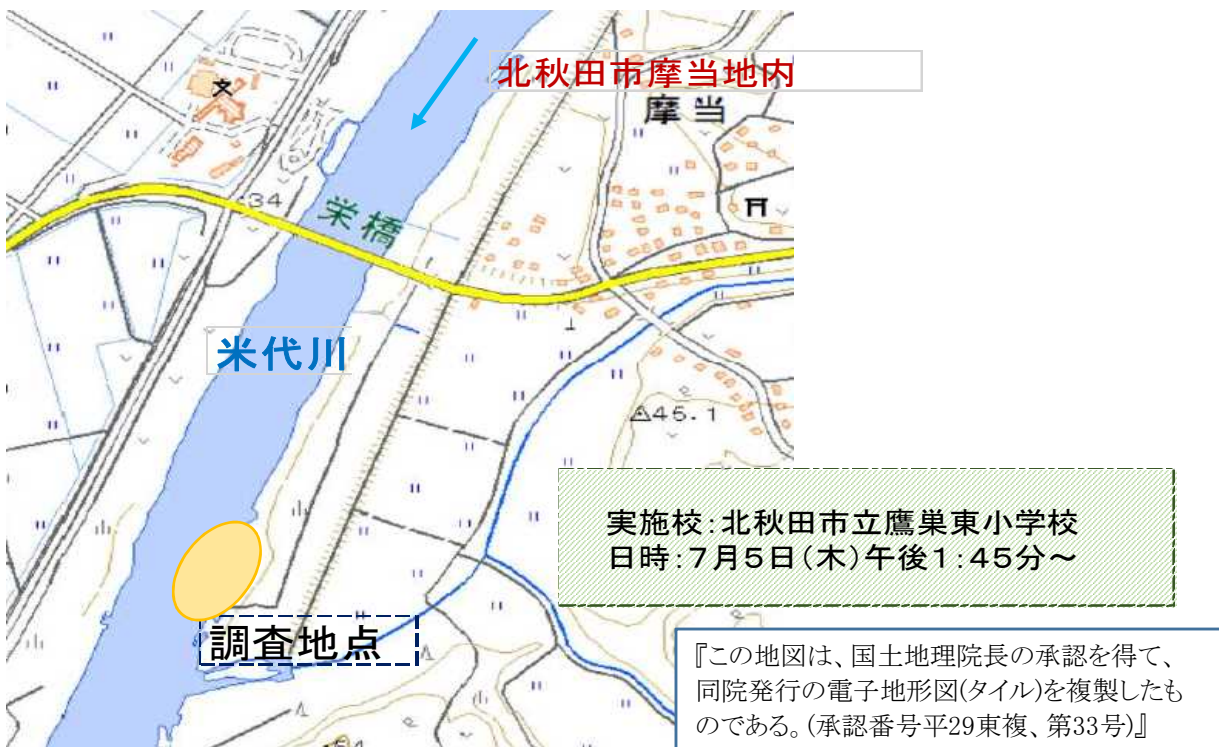 北秋田市摩当地内
摩当
文
34
栄橋
米代川
45.1
実施校：北秋田市立鷹巣東小学校
日時：7月5日（木）午後1：45分～
調査地点
『この地図は、国土地理院長の承認を得て、
同院発行の電子地形図(タイル)を複製したも
のである。(承認番号平29東複、第33号)』